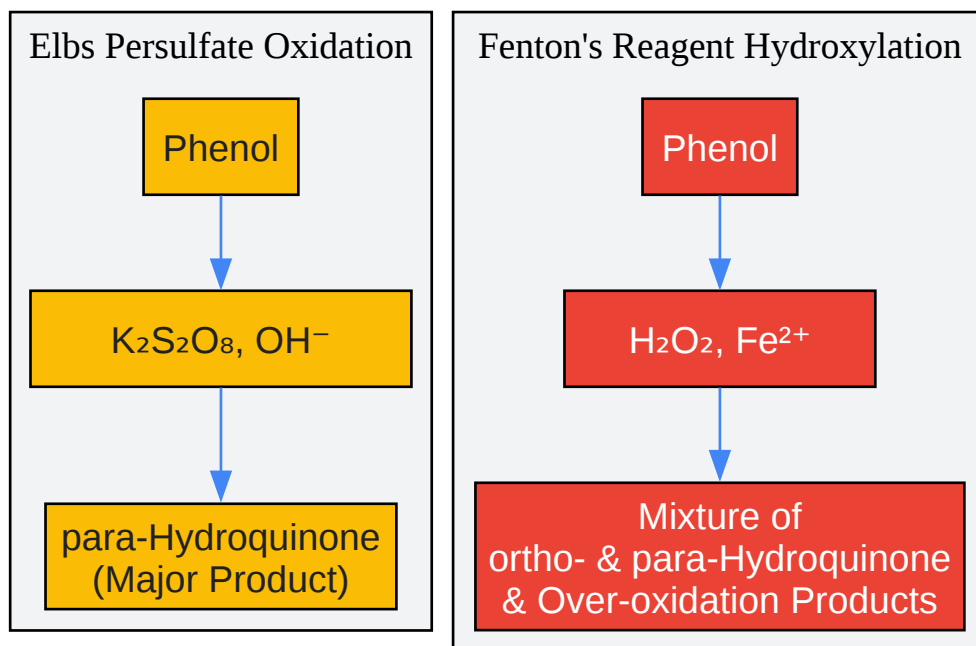 Elbs Persulfate Oxidation
Phenol
K₂S₂O₈, OH⁻
para-Hydroquinone
(Major Product)
Fenton's Reagent Hydroxylation
Phenol
H₂O₂, Fe²⁺
Mixture of
ortho- & para-Hydroquinone
& Over-oxidation Products